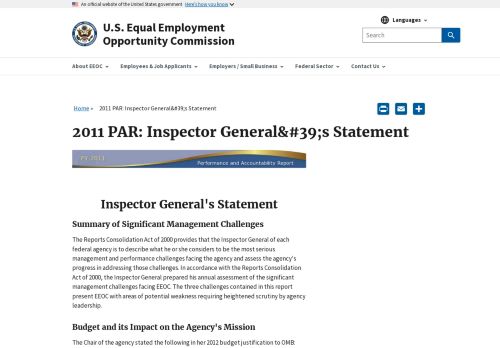 An official website of the United States government Here's how you know
U.S. Equal Employment
Opportunity Commission
Languages
Search
About EEOC
Employees & Job Applicants
Employers / Small Business
Federal Sector
Contact Us
Home » 2011 PAR: Inspector General&#39;s Statement
2011 PAR: Inspector General&#39;s Statement
FY 2011
Performance and Accountability Report
Inspector General's Statement
Summary of Significant Management Challenges
The Reports Consolidation Act of 2000 provides that the Inspector General of each
federal agency is to describe what he or she considers to be the most serious
management and performance challenges facing the agency and assess the agency's
progress in addressing those challenges. In accordance with the Reports Consolidation
Act of 2000, the Inspector General prepared his annual assessment of the significant
management challenges facing EEOC. The three challenges contained in this report
present EEOC with areas of potential weakness requiring heightened scrutiny by agency
leadership.
Budget and its Impact on the Agency's Mission
The Chair of the agency stated the following in her 2012 budget justification to OMB: